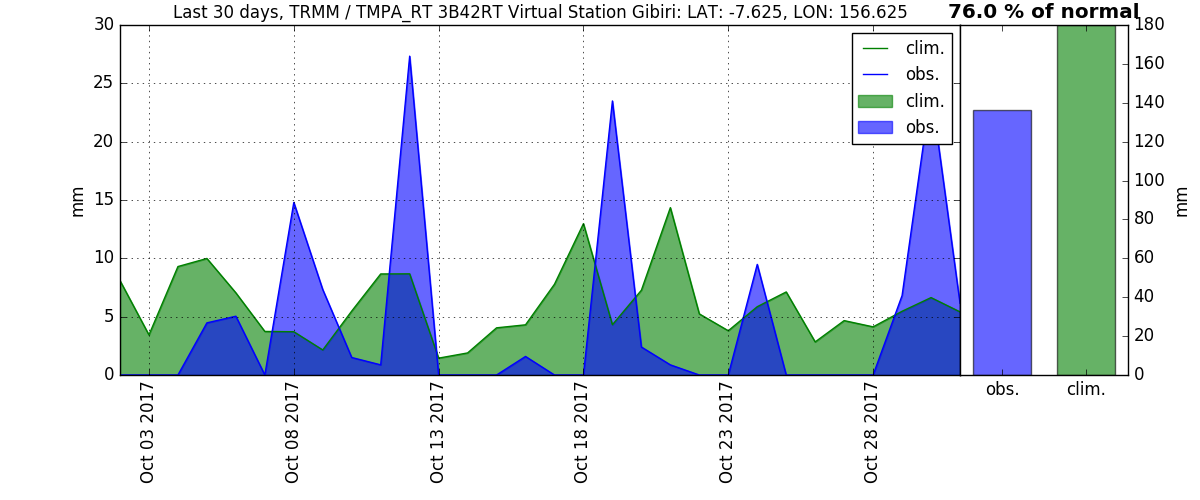 Last 30 days, TRMM / TMPA_RT 3B42RT Virtual Station Gibiri: LAT: -7.625, LON: 156.625
76.0 % of normal
30
25
20
15
10
5
0
mm
clim.
obs.
clim.
obs.
180
160
140
120
100
80
60
40
20
0
mm
obs.
clim.
Oct 03 2017
Oct 08 2017
Oct 13 2017
Oct 18 2017
Oct 23 2017
Oct 28 2017